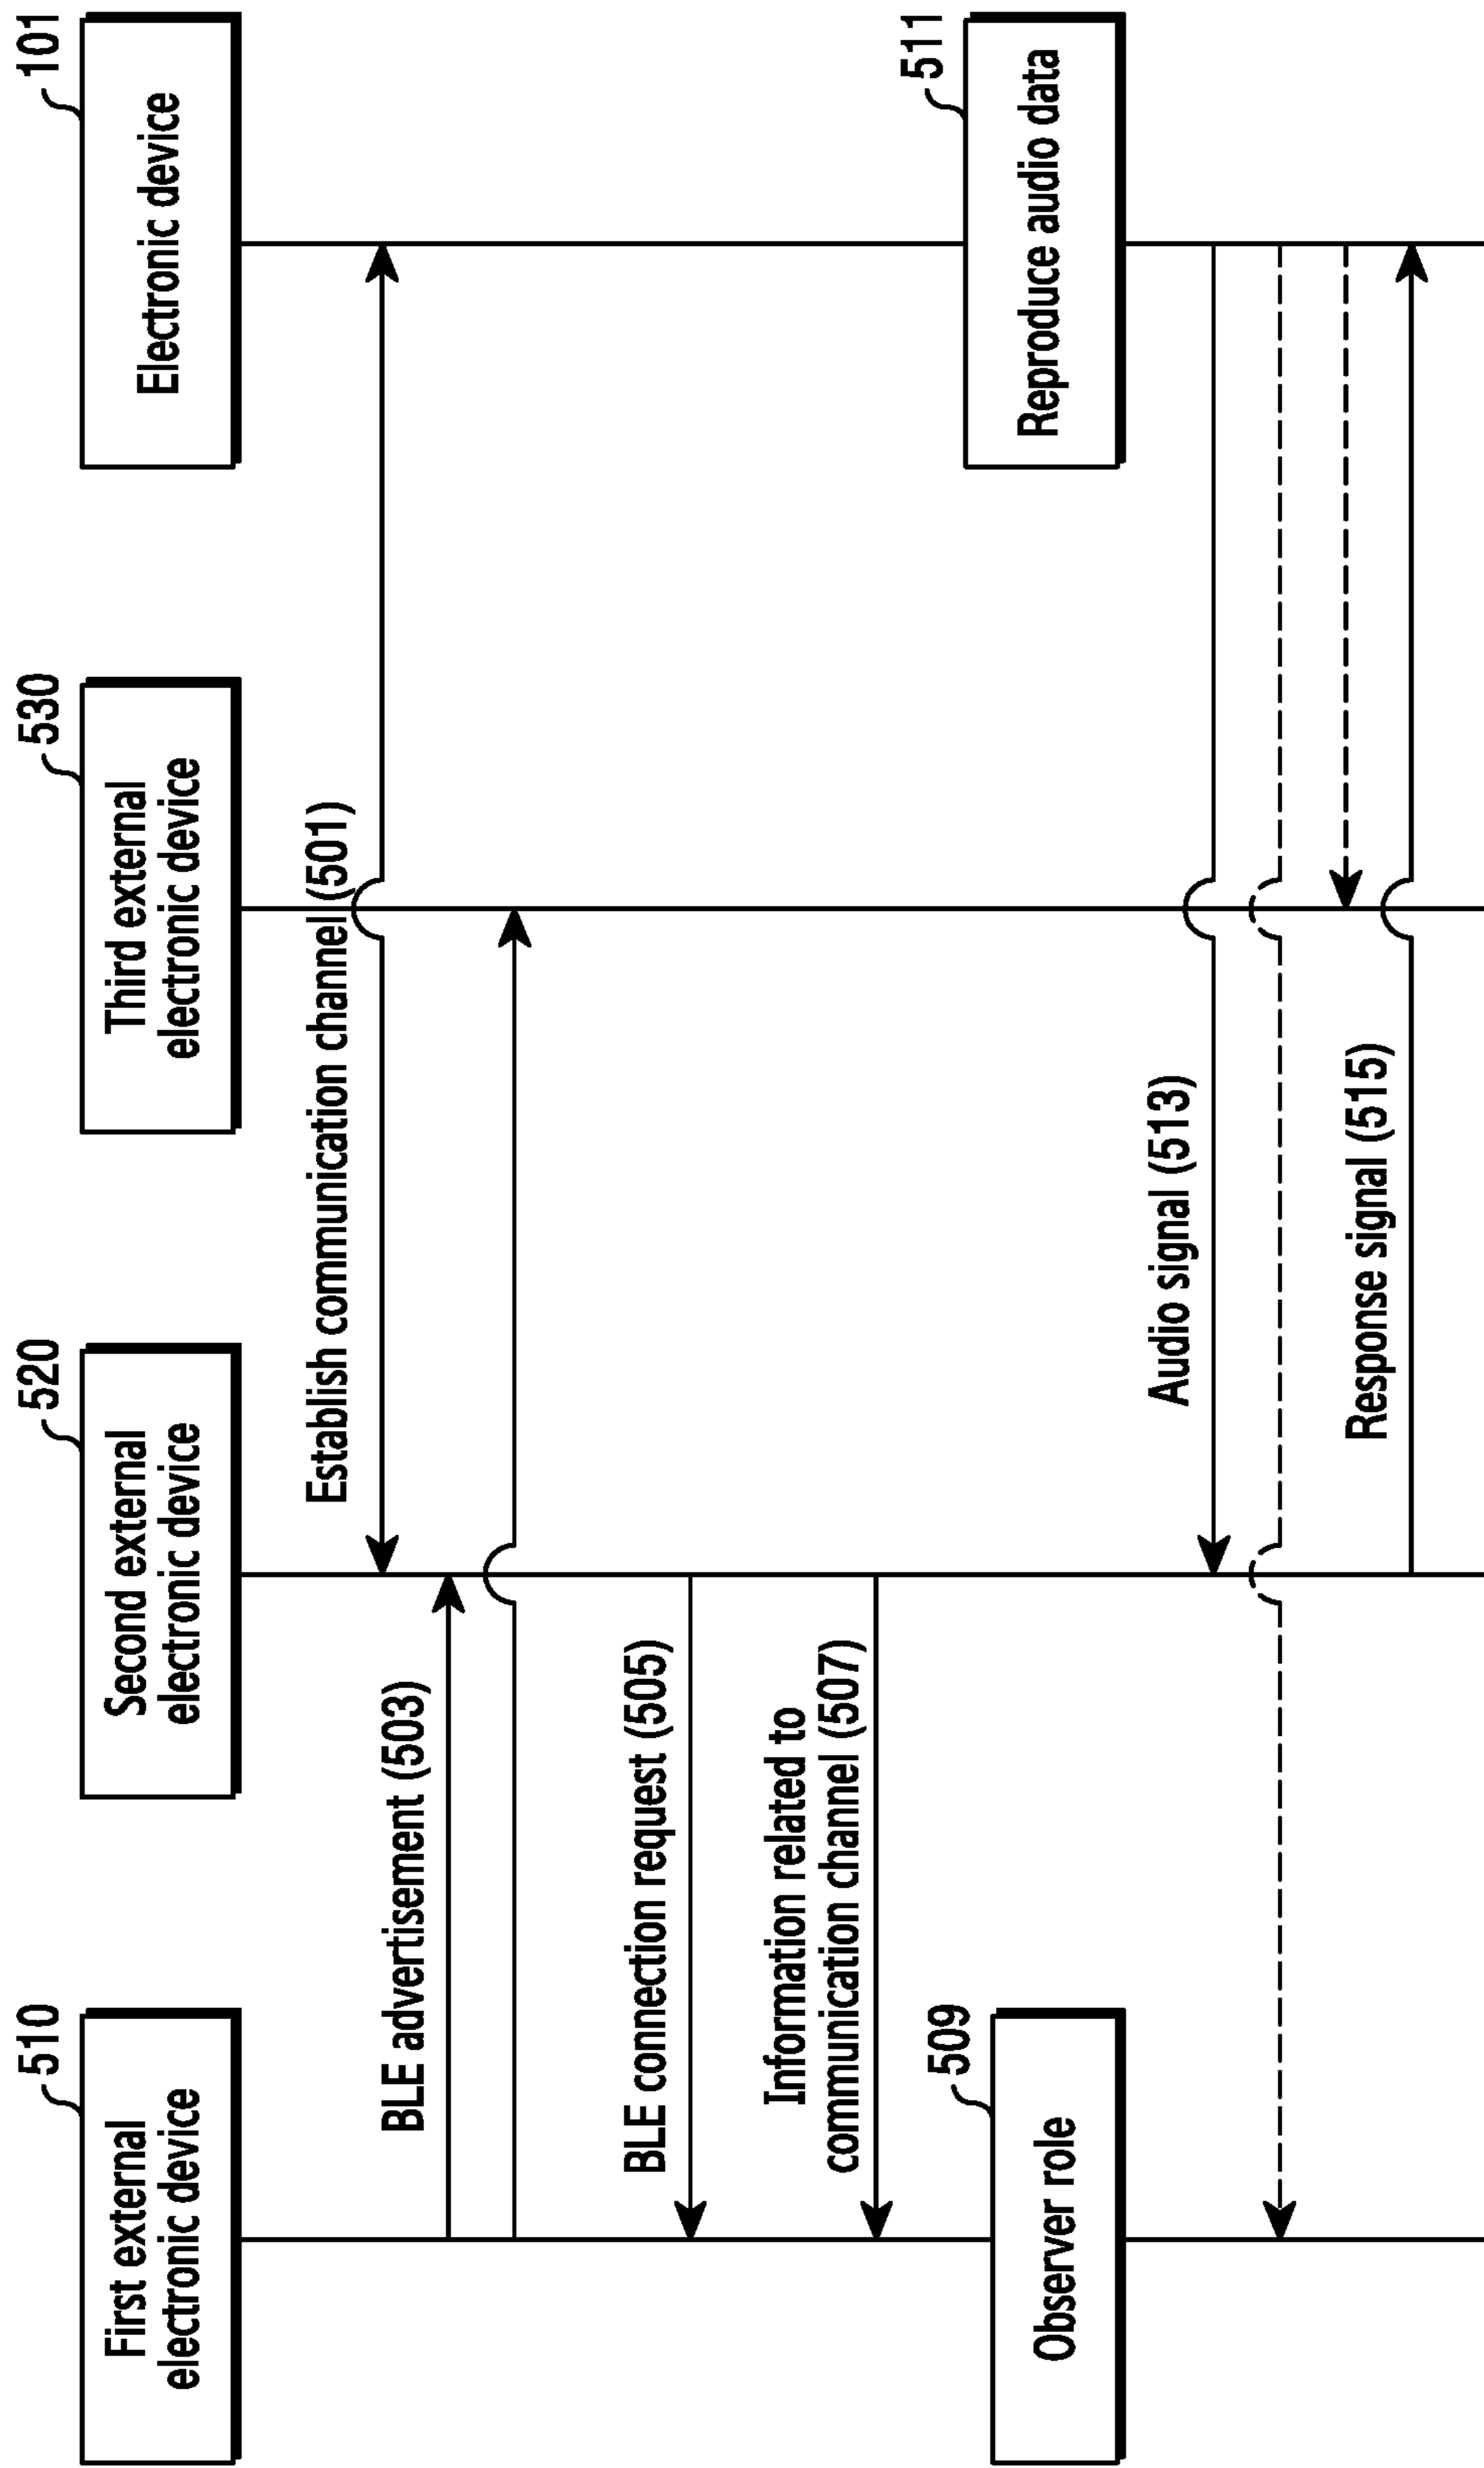 510
First external
electronic device
520
Second external
electronic device
530
Third external
electronic device
101
Electronic device
Establish communication channel (501)
BLE advertisement (503)
BLE connection request (505)
Information related to
communication channel (507)
509
Observer role
511
Reproduce audio data
Audio signal (513)
Response signal (515)